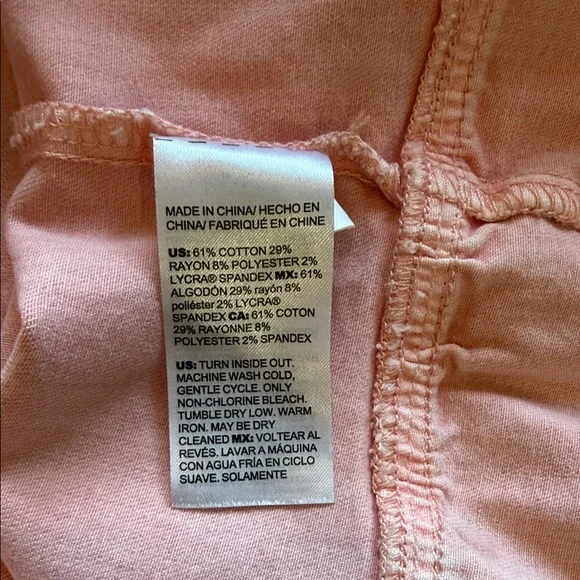 MADE IN CHINA/ HECHO EN
CHINA/ FABRIQUÉ EN CHINE
US: 61% COTTON 29%
RAYON 8% POLYESTER 2%
LYCRA® SPANDEX MX: 61%
ALGODÓN 29% rayón 8%
poliéster 2% LYCRA®
SPANDEX CA: 61% COTON
29% RAYONNE 8%
POLYESTER 2% SPANDEX
US: TURN INSIDE OUT.
MACHINE WASH COLD,
GENTLE CYCLE. ONLY
NON-CHLORINE BLEACH.
TUMBLE DRY LOW. WARM
IRON. MAY BE DRY
CLEANED MX: VOLTEAR AL
REVÉS. LAVAR A MÁQUINA
CON AGUA FRÍA EN CICLO
SUAVE. SOLAMENTE